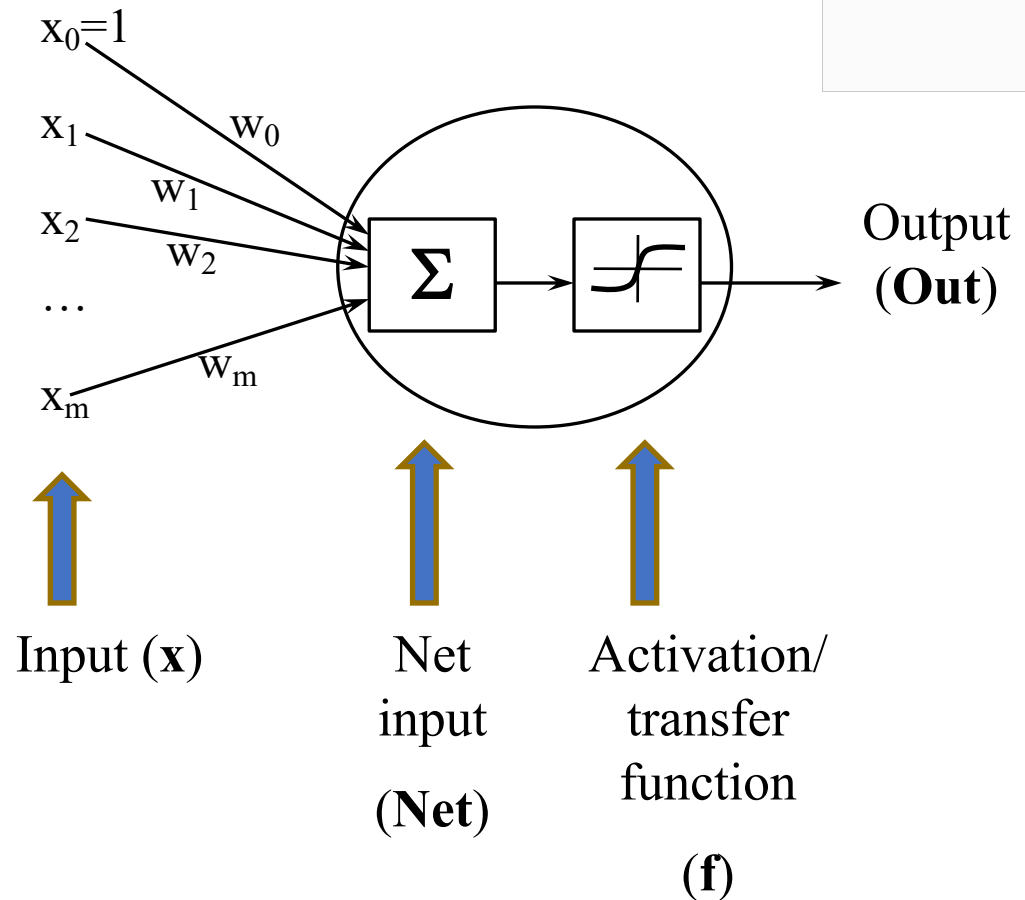 x₀=1
w₀
x₁
w₁
x₂
w₂
…
xₘ
wₘ
Σ
Output
(Out)
Input (x)
Net
input
(Net)
Activation/
transfer
function
(f)